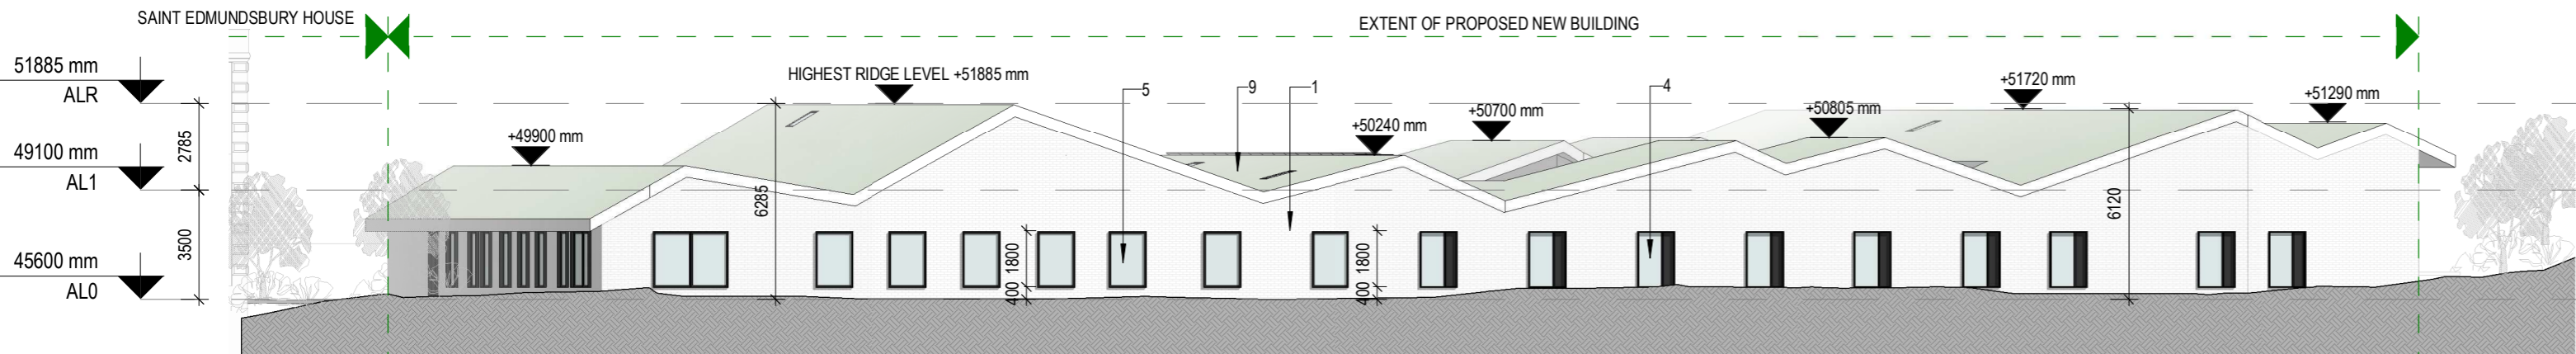 SAINT EDMUNDSBURY HOUSE
EXTENT OF PROPOSED NEW BUILDING
51885 mm
ALR
HIGHEST RIDGE LEVEL +51885 mm
5
9
1
4
+51720 mm
+51290 mm
+50805 mm
+50700 mm
+50240 mm
+49900 mm
2785
49100 mm
AL1
6285
6120
3500
1800
400
1800
400
45600 mm
AL0